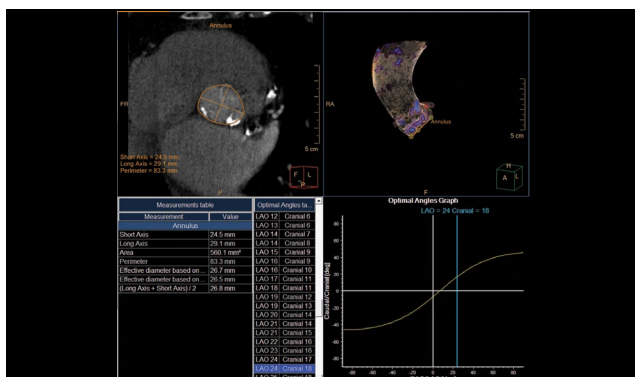 Annulus
FR
5 cm
Short Axis = 24.5 mm
Long Axis = 29.1 mm
Perimeter = 83.3 mm
P
F L
RA
Annulus
5 cm
F
H
A L
Measurements table
Measurement Value
Annulus
Short Axis 24.5 mm
Long Axis 29.1 mm
Area 560.1 mm²
Perimeter 83.3 mm
Effective diameter based on ... 26.7 mm
Effective diameter based on ... 26.5 mm
(Long Axis + Short Axis) / 2 26.8 mm
Optimal Angles ta...
LAO 12 Cranial 6
LAO 13 Cranial 6
LAO 14 Cranial 7
LAO 14 Cranial 8
LAO 15 Cranial 9
LAO 16 Cranial 9
LAO 16 Cranial 10
LAO 17 Cranial 11
LAO 18 Cranial 11
LAO 19 Cranial 12
LAO 19 Cranial 13
LAO 20 Cranial 14
LAO 21 Cranial 14
LAO 21 Cranial 15
LAO 22 Cranial 16
LAO 23 Cranial 16
LAO 24 Cranial 17
LAO 24 Cranial 18
Optimal Angles Graph
LAO = 24 Cranial = 18
Caudal/Cranial[deg]
80
60
40
20
0
-20
-40
-60
-80
-80 -60 -40 -20 0 20 40 60 80